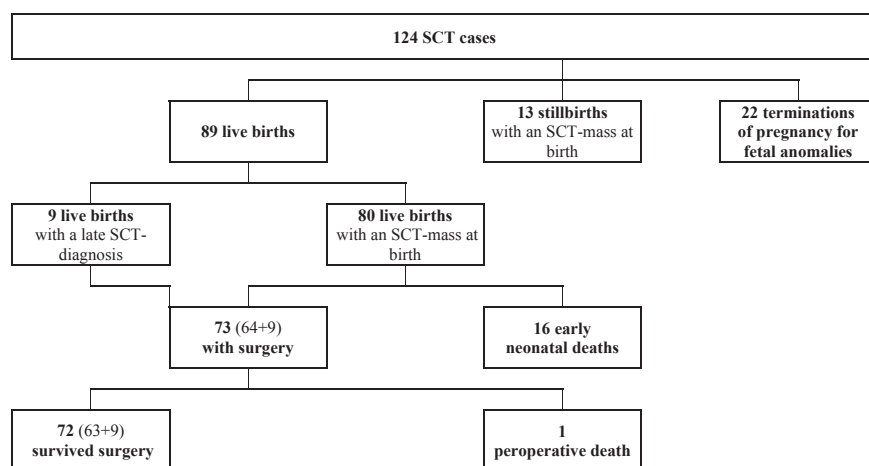 124 SCT cases
89 live births
13 stillbirths
with an SCT-mass at
birth
22 terminations
of pregnancy for
fetal anomalies
9 live births
with a late SCT-
diagnosis
80 live births
with an SCT-mass at
birth
73 (64+9)
with surgery
16 early
neonatal deaths
72 (63+9)
survived surgery
1
peroperative death